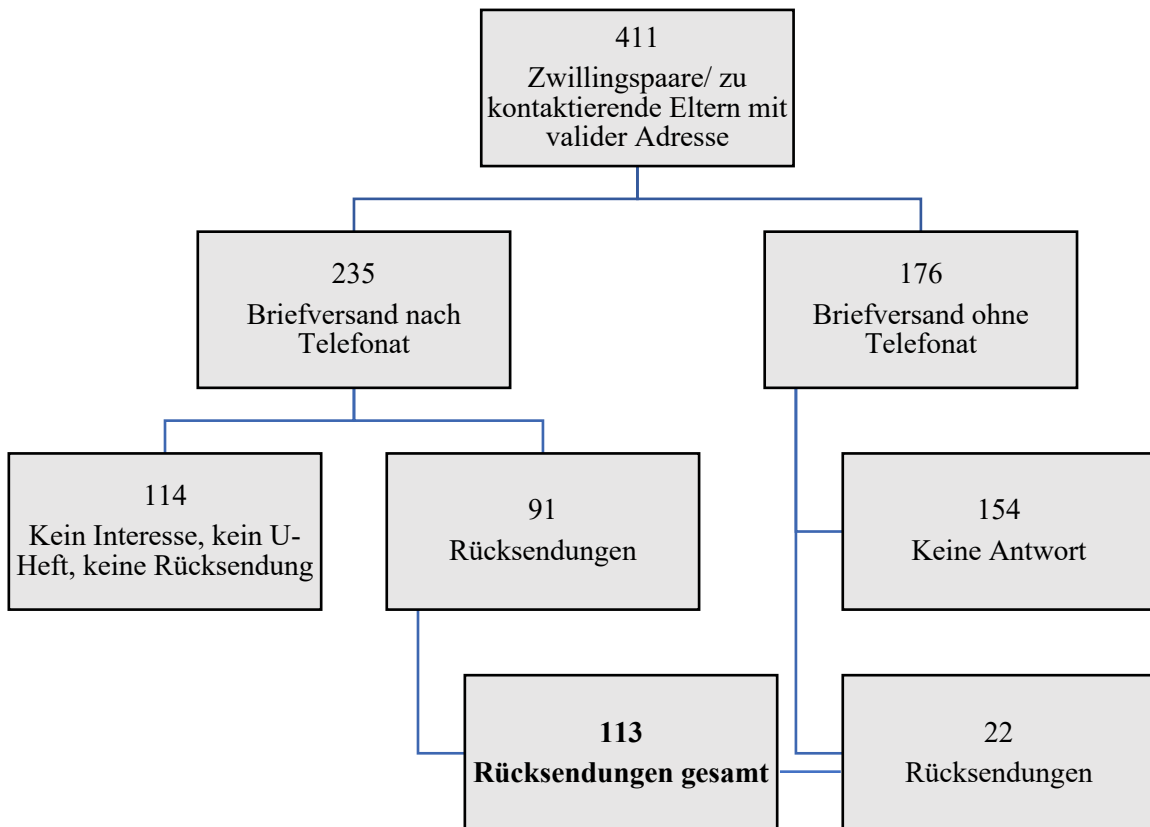 411
Zwillingspaare/ zu
kontaktierende Eltern mit
valider Adresse
235
Briefversand nach
Telefonat
176
Briefversand ohne
Telefonat
114
Kein Interesse, kein U-
Heft, keine Rücksendung
91
Rücksendungen
154
Keine Antwort
113
Rücksendungen gesamt
22
Rücksendungen